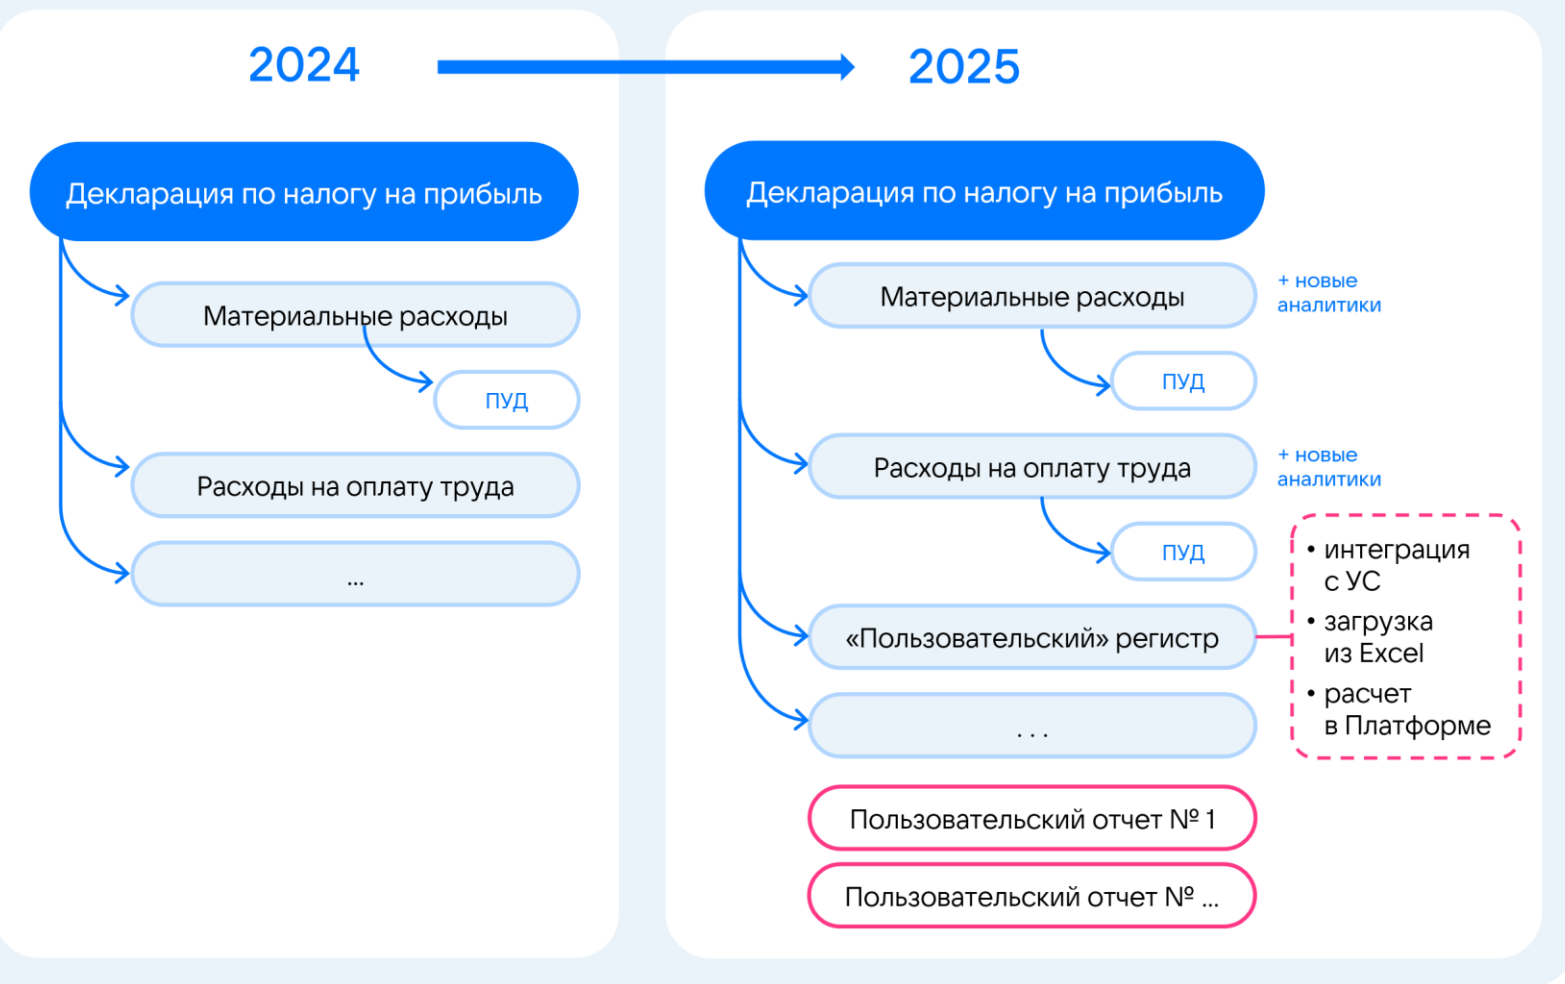 2024
Декларация по налогу на прибыль
Материальные расходы
ПУД
Расходы на оплату труда
...
2025
Декларация по налогу на прибыль
Материальные расходы
+ новые
аналитики
ПУД
Расходы на оплату труда
+ новые
аналитики
ПУД
«Пользовательский» регистр
• интеграция
с УС
• загрузка
из Excel
• расчет
в Платформе
. . .
Пользовательский отчет № 1
Пользовательский отчет № ...